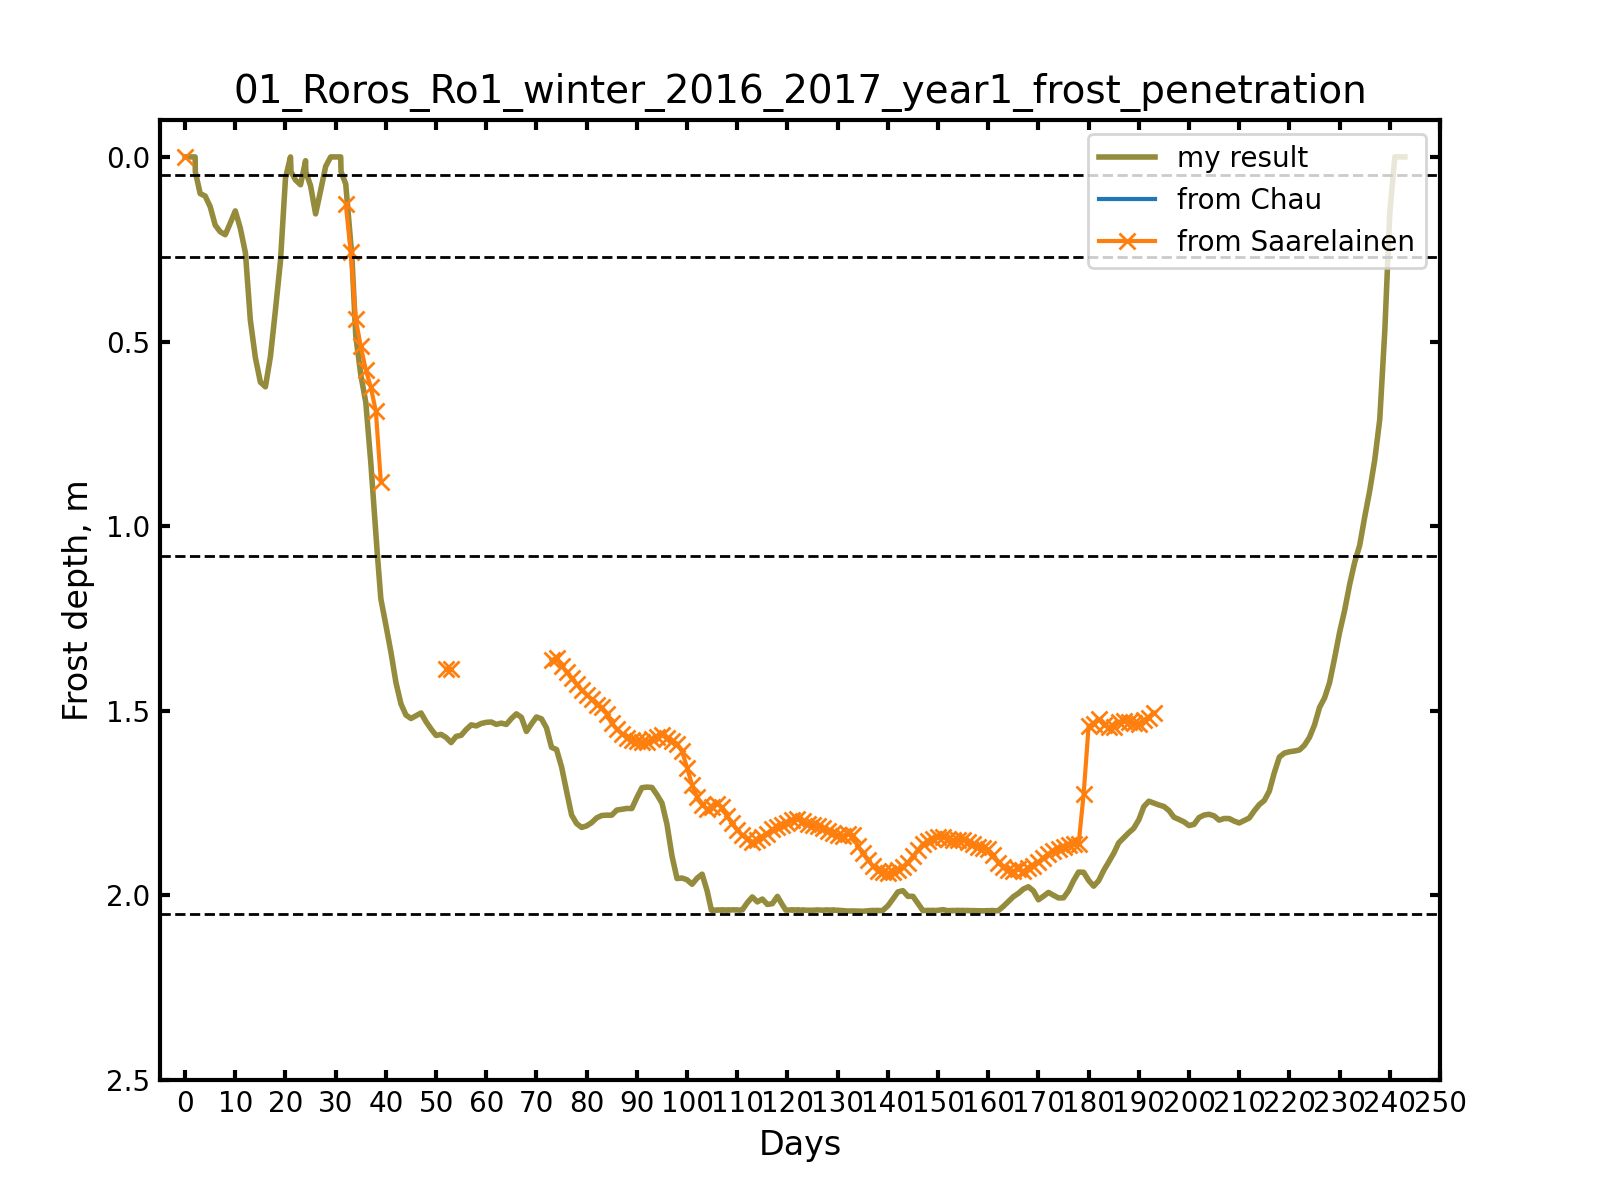 01_Roros_Ro1_winter_2016_2017_year1_frost_penetration
my result
from Chau
from Saarelainen
Frost depth, m
0.0
0.5
1.0
1.5
2.0
2.5
0 10 20 30 40 50 60 70 80 90 100 110 120 130 140 150 160 170 180 190 200 210 220 230 240 250
Days